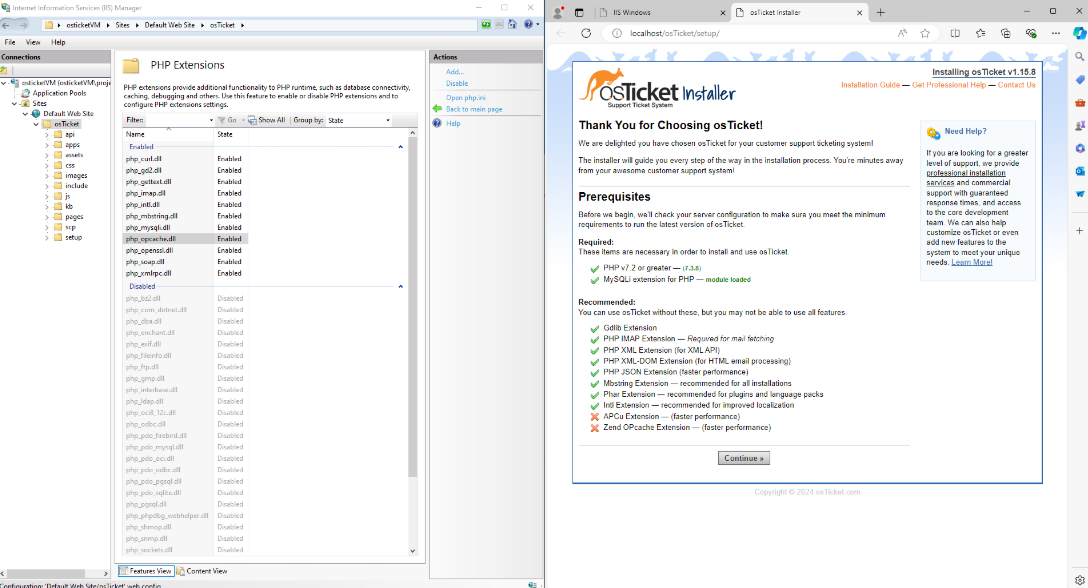 Internet Information Services (IIS) Manager
osticketVM
Sites
Default Web Site
osTicket
File View Help
Connections
osticketVM (osticketVM\proje
Application Pools
Sites
Default Web Site
osTicket
api
apps
assets
css
images
include
js
kb
pages
scp
setup
PHP Extensions
PHP extensions provide additional functionality to PHP runtime, such as database connectivity,
caching, debugging and others. Use this feature to enable or disable PHP extensions and to
configure PHP extensions settings.
Filter: Go Show All Group by: State
Name State
Enabled
php_curl.dll Enabled
php_gd2.dll Enabled
php_gettext.dll Enabled
php_imap.dll Enabled
php_intl.dll Enabled
php_mbstring.dll Enabled
php_mysqli.dll Enabled
php_opcache.dll Enabled
php_openssl.dll Enabled
php_soap.dll Enabled
php_xmlrpc.dll Enabled
Disabled
php_bz2.dll Disabled
php_com_dotnet.dll Disabled
php_dba.dll Disabled
php_enchant.dll Disabled
php_exif.dll Disabled
php_fileinfo.dll Disabled
php_ftp.dll Disabled
php_gmp.dll Disabled
php_interbase.dll Disabled
php_ldap.dll Disabled
php_oci8_12c.dll Disabled
php_odbc.dll Disabled
php_pdo_firebird.dll Disabled
php_pdo_mysql.dll Disabled
php_pdo_oci.dll Disabled
php_pdo_odbc.dll Disabled
php_pdo_pgsql.dll Disabled
php_pdo_sqlite.dll Disabled
php_pgsql.dll Disabled
php_phpdbg_webhelper.dll Disabled
php_shmop.dll Disabled
php_snmp.dll Disabled
php_sockets.dll Disabled
Features View Content View
Configuration: 'Default Web Site/osTicket' web.config
Actions
Add...
Disable
Open php.ini
Back to main page
Help
IIS Windows
osTicket Installer
localhost/osTicket/setup/
osTicket Installer
Support Ticket System
Installing osTicket v1.15.8
Installation Guide — Get Professional Help — Contact Us
Thank You for Choosing osTicket!
We are delighted you have chosen osTicket for your customer support ticketing system!
The installer will guide you every step of the way in the installation process. You're minutes away
from your awesome customer support system!
Prerequisites
Before we begin, we'll check your server configuration to make sure you meet the minimum
requirements to run the latest version of osTicket.
Required:
These items are necessary in order to install and use osTicket.
PHP v7.2 or greater — (7.3.8)
MySQLi extension for PHP — module loaded
Recommended:
You can use osTicket without these, but you may not be able to use all features.
Gdlib Extension
PHP IMAP Extension — Required for mail fetching
PHP XML Extension (for XML API)
PHP XML-DOM Extension (for HTML email processing)
PHP JSON Extension (faster performance)
Mbstring Extension — recommended for all installations
Phar Extension — recommended for plugins and language packs
Intl Extension — recommended for improved localization
APCu Extension — (faster performance)
Zend OPcache Extension — (faster performance)
Continue »
Need Help?
If you are looking for a greater
level of support, we provide
professional installation
services and commercial
support with guaranteed
response times, and access
to the core development
team. We can also help
customize osTicket or even
add new features to the
system to meet your unique
needs. Learn More!
Copyright © 2024 osTicket.com